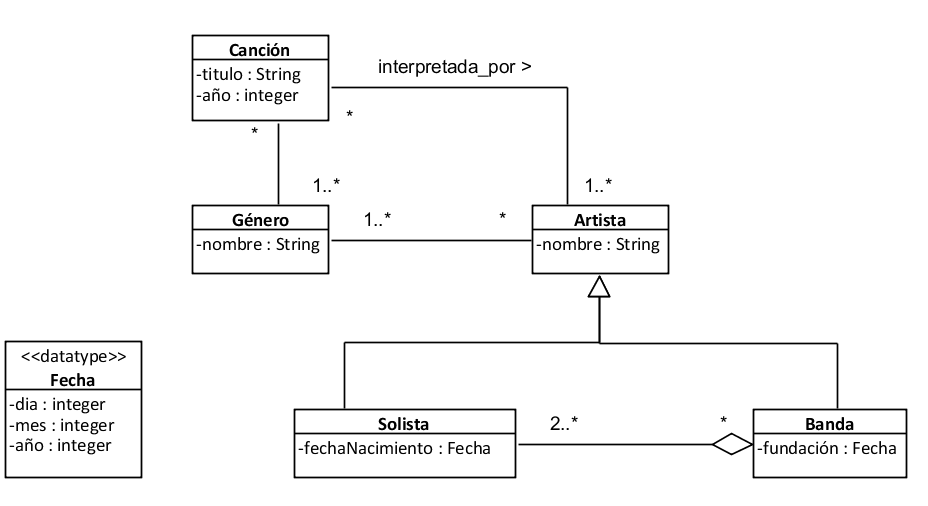 Canción
-titulo : String
-año : integer
interpretada_por >
*
*
1..*
1..*
Género
-nombre : String
1..*
*
Artista
-nombre : String
<<datatype>>
Fecha
-dia : integer
-mes : integer
-año : integer
Solista
-fechaNacimiento : Fecha
2..*
*
Banda
-fundación : Fecha